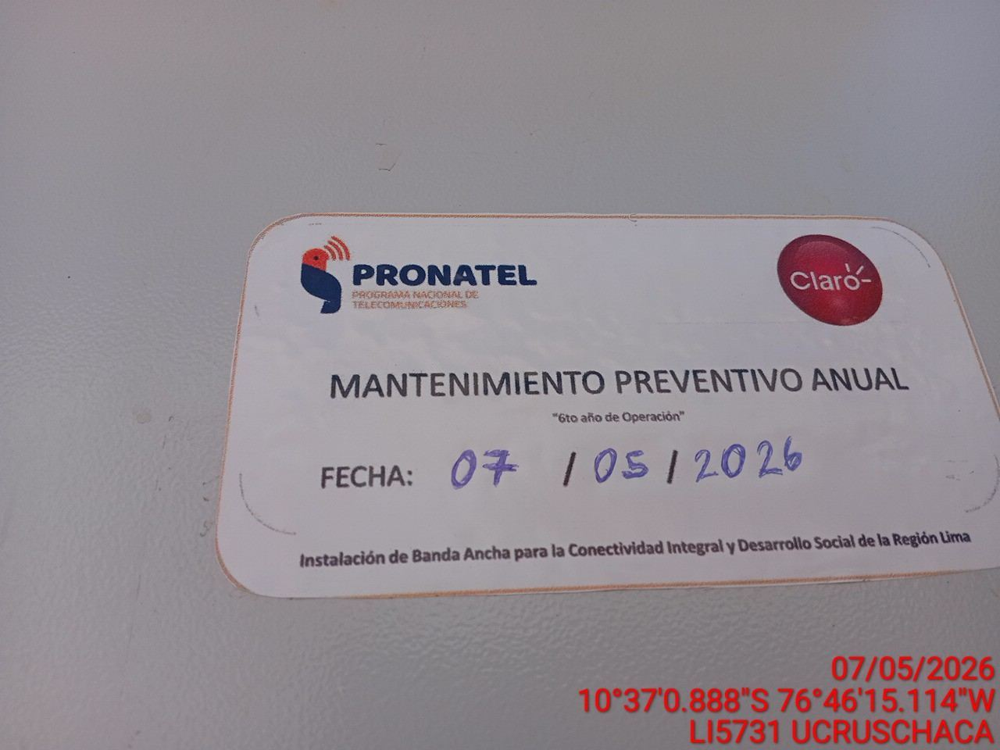 PRONATEL
PROGRAMA NACIONAL DE
TELECOMUNICACIONES
Claro
MANTENIMIENTO PREVENTIVO ANUAL
"6to año de Operación"
FECHA: 07 / 05 / 2026
Instalación de Banda Ancha para la Conectividad Integral y Desarrollo Social de la Región Lima
07/05/2026
10°37'0.888"S 76°46'15.114"W
LI5731 UCRUSCHACA